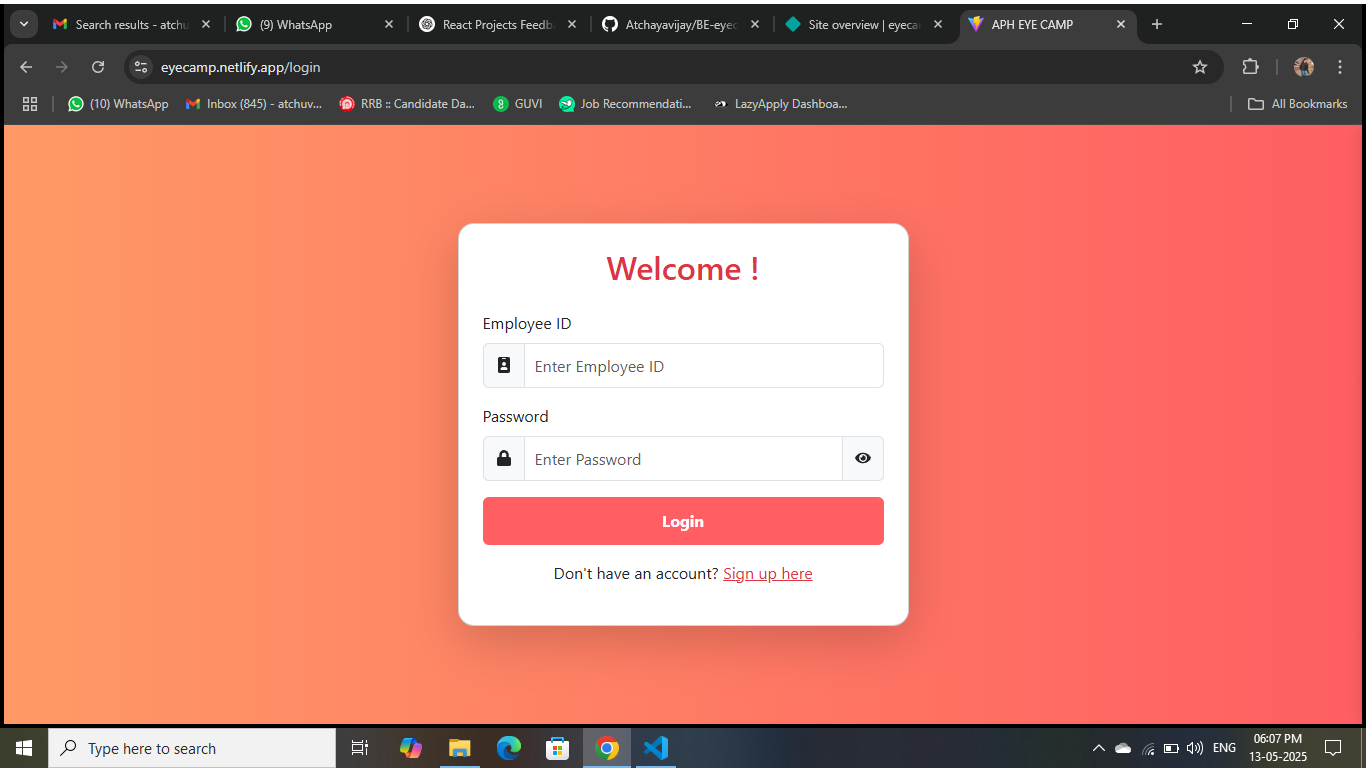 Search results - atchu
(9) WhatsApp
React Projects Feedb
Atchayavijay/BE-eyec
Site overview | eyecar
APH EYE CAMP
eyecamp.netlify.app/login
(10) WhatsApp
Inbox (845) - atchuv...
RRB :: Candidate Da...
GUVI
Job Recommendati...
LazyApply Dashboa...
All Bookmarks
Welcome !
Employee ID
Enter Employee ID
Password
Enter Password
Login
Don't have an account? Sign up here
Type here to search
ENG
06:07 PM
13-05-2025